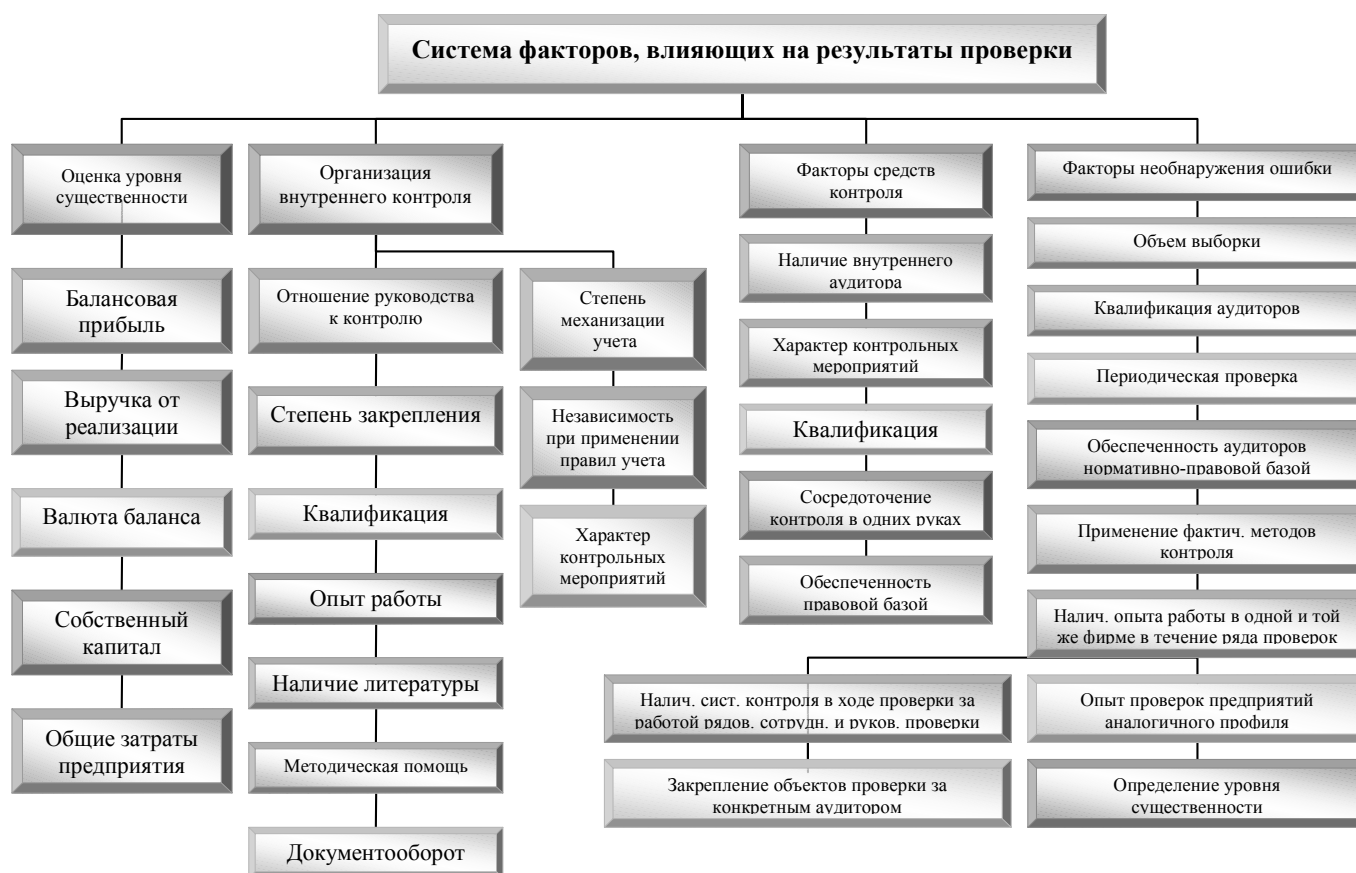 Система факторов, влияющих на результаты проверки
Оценка уровня
существенности
Балансовая
прибыль
Выручка от
реализации
Валюта баланса
Собственный
капитал
Общие затраты
предприятия
Организация
внутреннего контроля
Отношение руководства
к контролю
Степень закрепления
Квалификация
Опыт работы
Наличие литературы
Методическая помощь
Документооборот
Степень
механизации
учета
Независимость
при применении
правил учета
Характер
контрольных
мероприятий
Факторы средств
контроля
Наличие внутреннего
аудитора
Характер контрольных
мероприятий
Квалификация
Сосредоточение
контроля в одних руках
Обеспеченность
правовой базой
Факторы необнаружения ошибки
Объем выборки
Квалификация аудиторов
Периодическая проверка
Обеспеченность аудиторов
нормативно-правовой базой
Применение фактич. методов
контроля
Налич. опыта работы в одной и той
же фирме в течение ряда проверок
Налич. сист. контроля в ходе проверки за
работой рядов. сотрудн. и руков. проверки
Закрепление объектов проверки за
конкретным аудитором
Опыт проверок предприятий
аналогичного профиля
Определение уровня
существенности